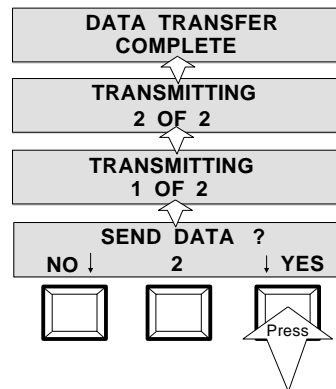 DATA TRANSFER
COMPLETE
TRANSMITTING
2 OF 2
TRANSMITTING
1 OF 2
SEND DATA ?
NO ↓ 2 ↓ YES
Press